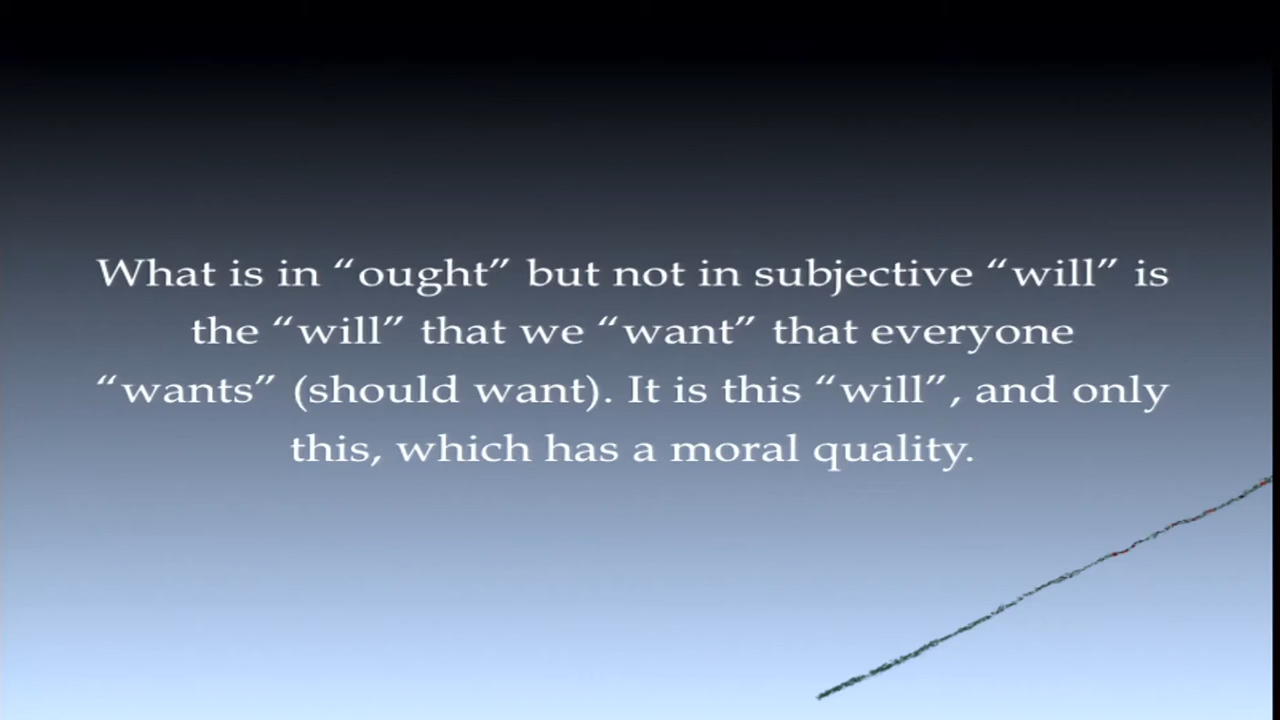 What is in “ought” but not in subjective “will” is
the “will” that we “want” that everyone
“wants” (should want). It is this “will”, and only
this, which has a moral quality.